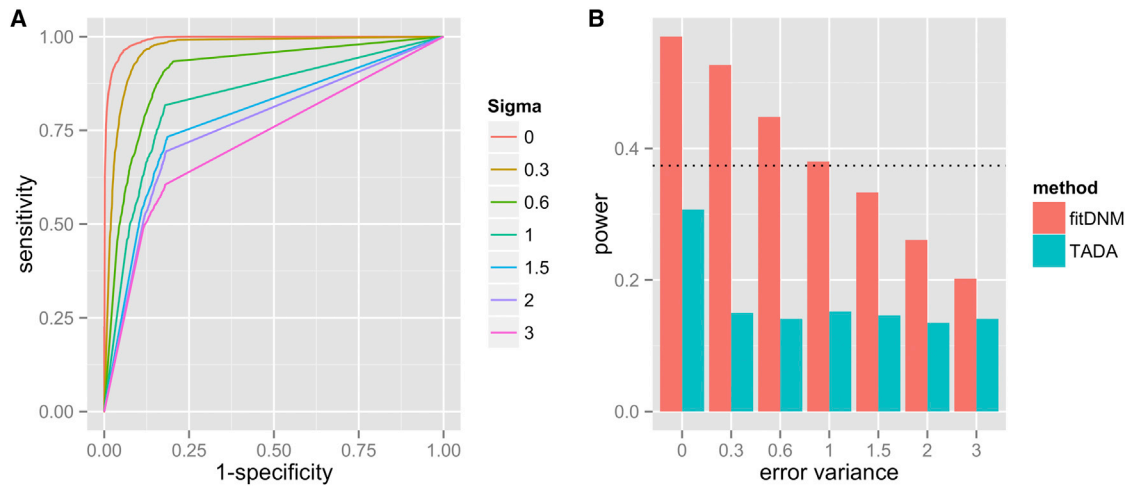 A
sensitivity
1.00
0.75
0.50
0.25
0.00
0.00 0.25 0.50 0.75 1.00
1-specificity
Sigma
0
0.3
0.6
1
1.5
2
3
B
power
0.4
0.2
0.0
0 0.3 0.6 1 1.5 2 3
error variance
method
fitDNM
TADA